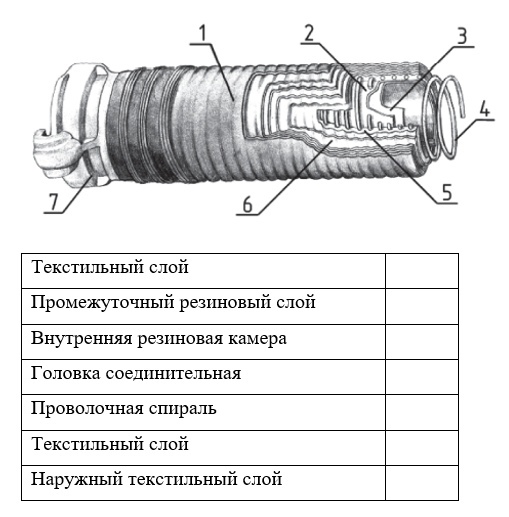 1
2
3
4
5
6
7
Текстильный слой
Промежуточный резиновый слой
Внутренняя резиновая камера
Головка соединительная
Проволочная спираль
Текстильный слой
Наружный текстильный слой